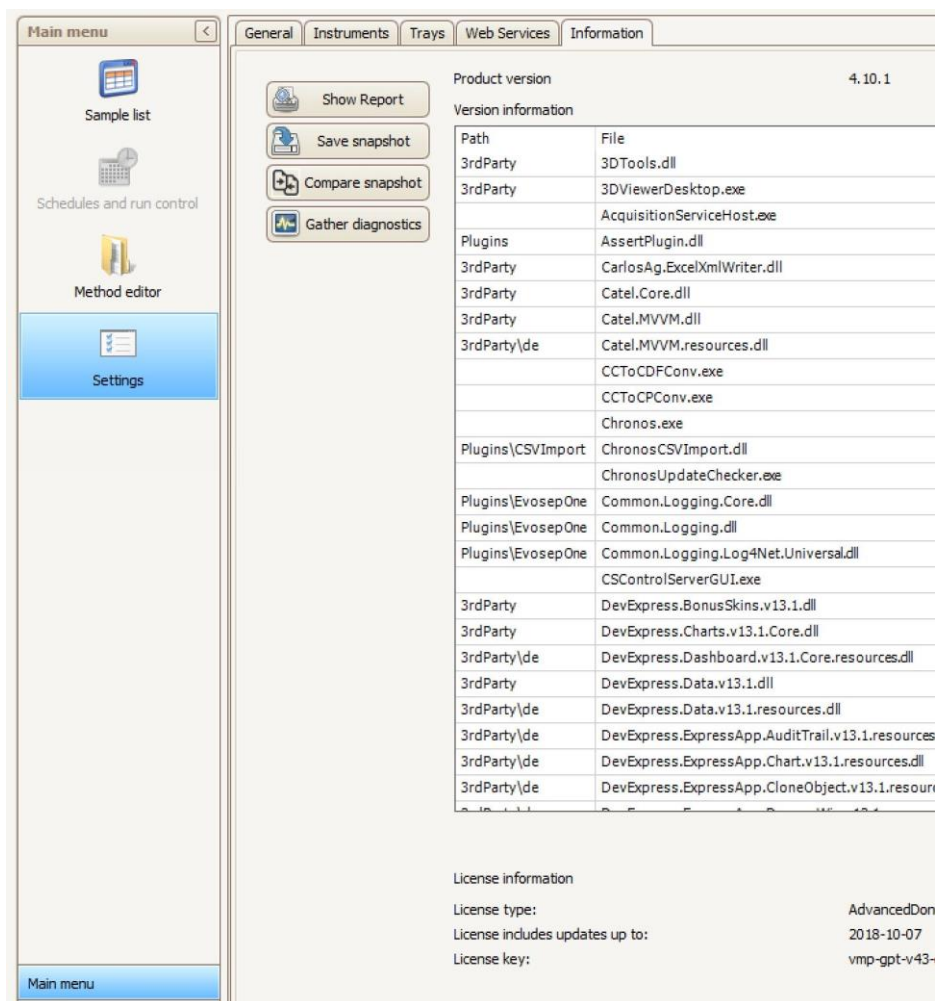 Main menu
General Instruments Trays Web Services Information
Sample list
Schedules and run control
Method editor
Settings
Main menu
Show Report
Save snapshot
Compare snapshot
Gather diagnostics
Product version 4.10.1
Version information
Path File
3rdParty 3DTools.dll
3rdParty 3DViewerDesktop.exe
AcquisitionServiceHost.exe
Plugins AssertPlugin.dll
3rdParty CarlosAg.ExcelXmlWriter.dll
3rdParty Catel.Core.dll
3rdParty Catel.MVVM.dll
3rdParty\de Catel.MVVM.resources.dll
CCToCDFConv.exe
CCToCPConv.exe
Chronos.exe
Plugins\CSVImport ChronosCSVImport.dll
ChronosUpdateChecker.exe
Plugins\EvosepOne Common.Logging.Core.dll
Plugins\EvosepOne Common.Logging.dll
Plugins\EvosepOne Common.Logging.Log4Net.Universal.dll
CSControlServerGUI.exe
3rdParty DevExpress.BonusSkins.v13.1.dll
3rdParty DevExpress.Charts.v13.1.Core.dll
3rdParty\de DevExpress.Dashboard.v13.1.Core.resources.dll
3rdParty DevExpress.Data.v13.1.dll
3rdParty\de DevExpress.Data.v13.1.resources.dll
3rdParty\de DevExpress.ExpressApp.AuditTrail.v13.1.resources
3rdParty\de DevExpress.ExpressApp.Chart.v13.1.resources.dll
3rdParty\de DevExpress.ExpressApp.CloneObject.v13.1.resourc
License information
License type: AdvancedDon
License includes updates up to: 2018-10-07
License key: vmp-gpt-v43-